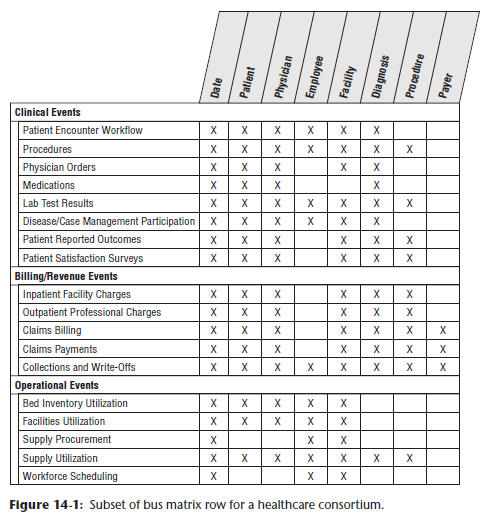 Date Patient Physician Employee Facility Diagnosis Procedure Payer
Clinical Events
Patient Encounter Workflow X X X X X X
Procedures X X X X X X X
Physician Orders X X X X X
Medications X X X X
Lab Test Results X X X X X X X
Disease/Case Management Participation X X X X X X
Patient Reported Outcomes X X X X X X
Patient Satisfaction Surveys X X X X X X
Billing/Revenue Events
Inpatient Facility Charges X X X X X X
Outpatient Professional Charges X X X X X X
Claims Billing X X X X X X X
Claims Payments X X X X X X X
Collections and Write-Offs X X X X X X X X
Operational Events
Bed Inventory Utilization X X X X X
Facilities Utilization X X X X X
Supply Procurement X X X
Supply Utilization X X X X X X X
Workforce Scheduling X X X
Figure 14-1: Subset of bus matrix row for a healthcare consortium.